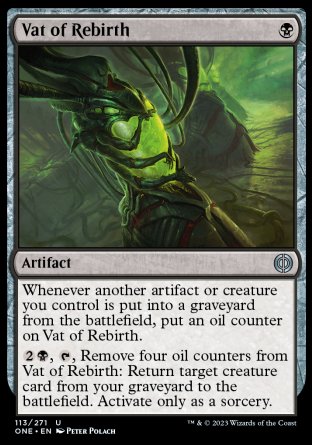 Vat of Rebirth
Artifact
Whenever another artifact or creature
you control is put into a graveyard
from the battlefield, put an oil counter
on Vat of Rebirth.
2, , Remove four oil counters from
Vat of Rebirth: Return target creature
card from your graveyard to the
battlefield. Activate only as a sorcery.
113/271 U
ONE • EN PETER POLACH
™ & © 2023 Wizards of the Coast